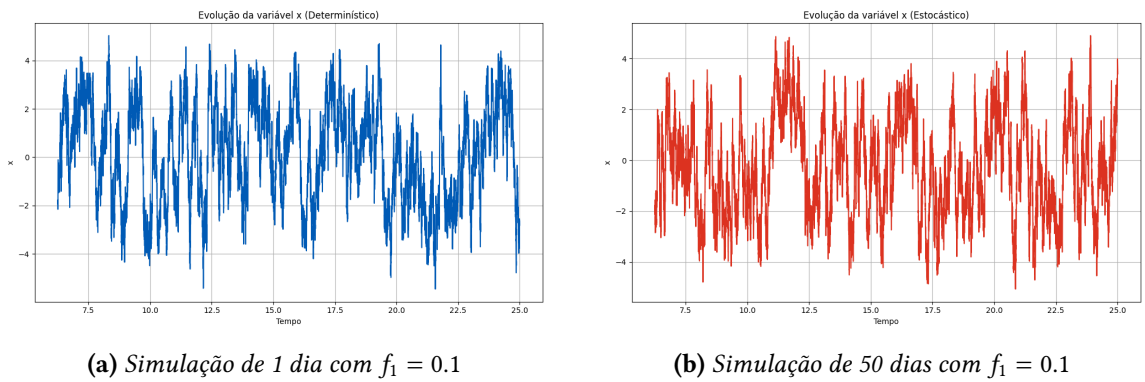 Evolução da variável x (Determinístico)
4
2
0
−2
−4
x
7.5 10.0 12.5 15.0 17.5 20.0 22.5 25.0
Tempo
(a) Simulação de 1 dia com f₁ = 0.1
Evolução da variável x (Estocástico)
4
2
0
−2
−4
x
7.5 10.0 12.5 15.0 17.5 20.0 22.5 25.0
Tempo
(b) Simulação de 50 dias com f₁ = 0.1